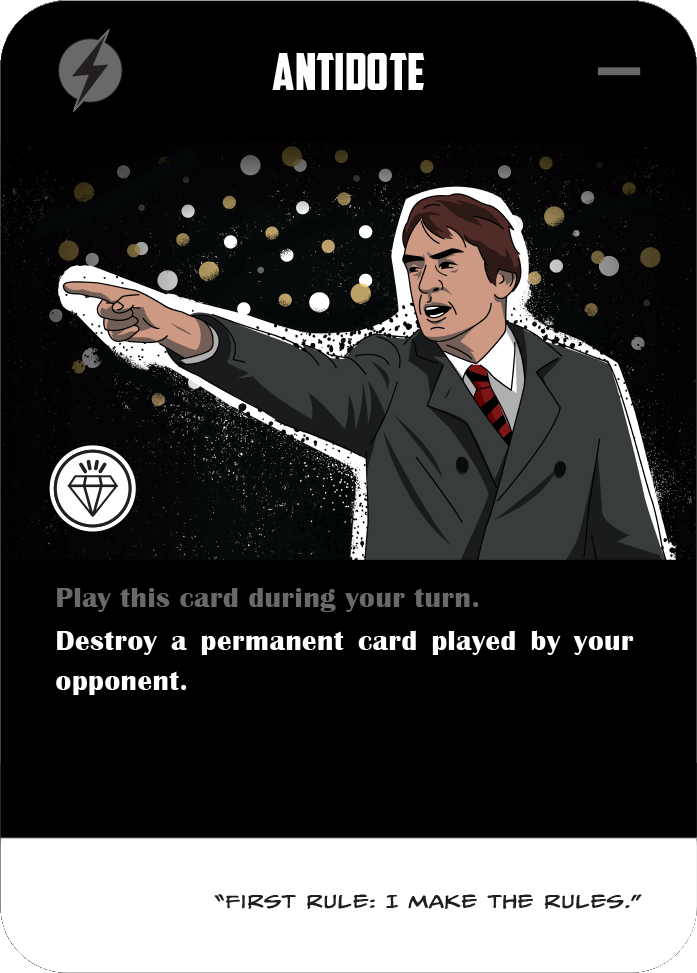 ANTIDOTE
Play this card during your turn.
Destroy a permanent card played by your
opponent.
“FIRST RULE: I MAKE THE RULES.”